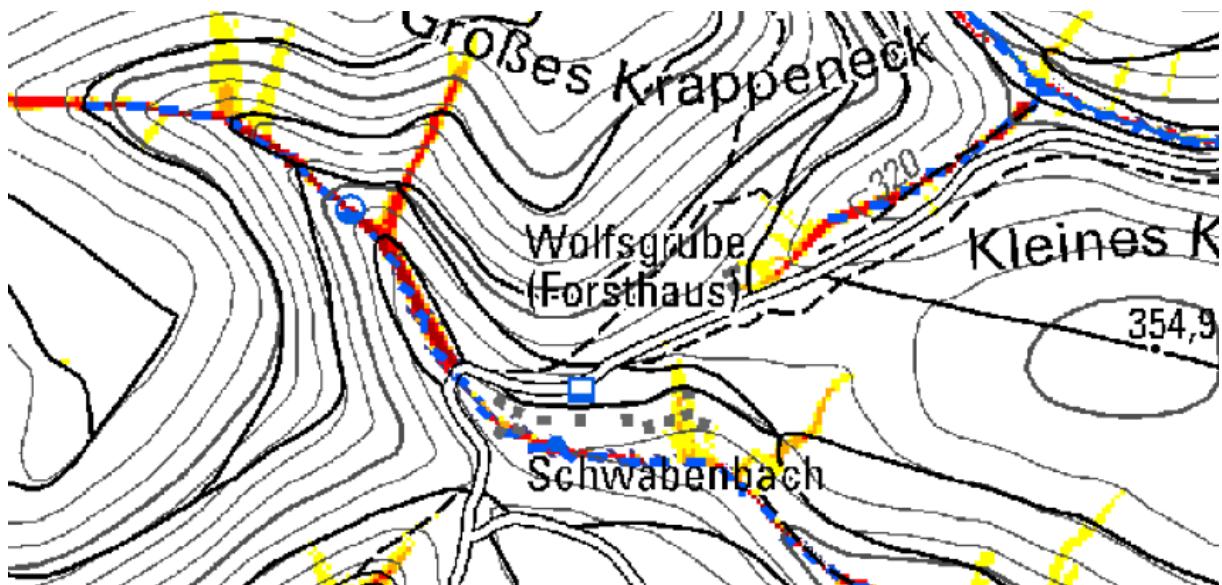 Großes Krappeneck
320
Wolfsgrube
(Forsthaus)
Kleines K
354,9
Schwabenbach